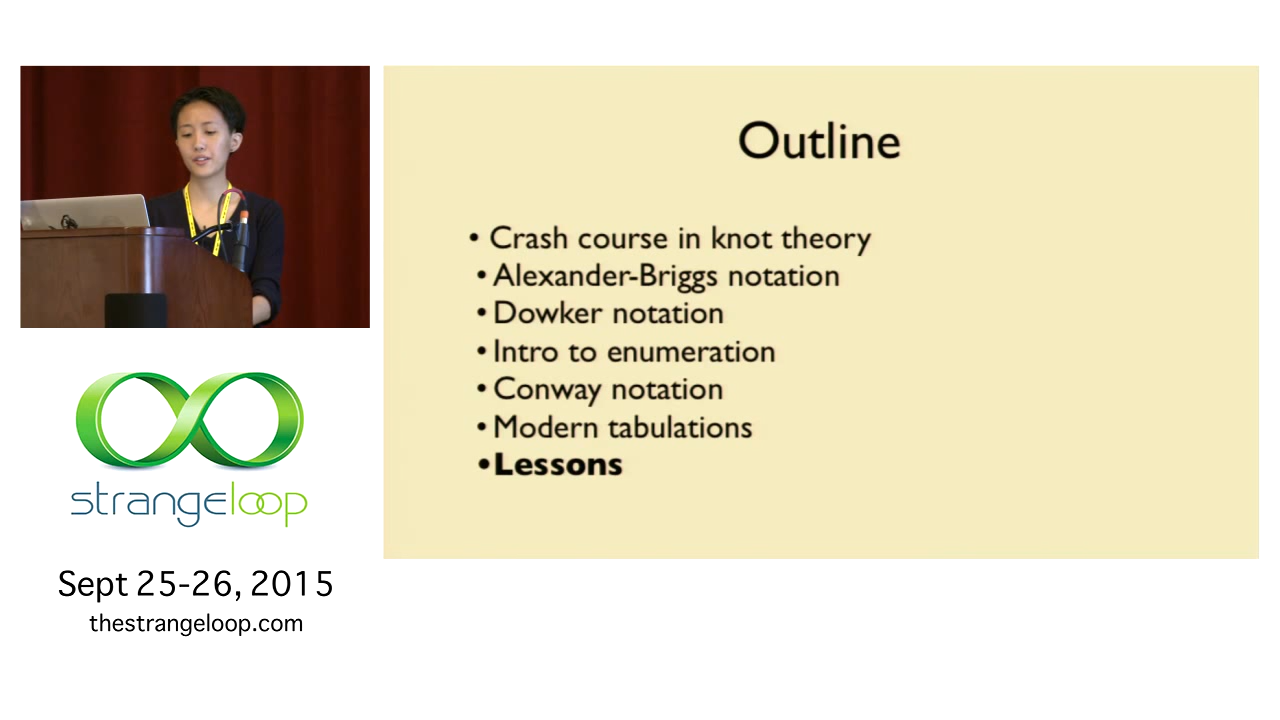 Outline
• Crash course in knot theory
• Alexander-Briggs notation
• Dowker notation
• Intro to enumeration
• Conway notation
• Modern tabulations
• Lessons
strangeloop
Sept 25-26, 2015
thestrangeloop.com